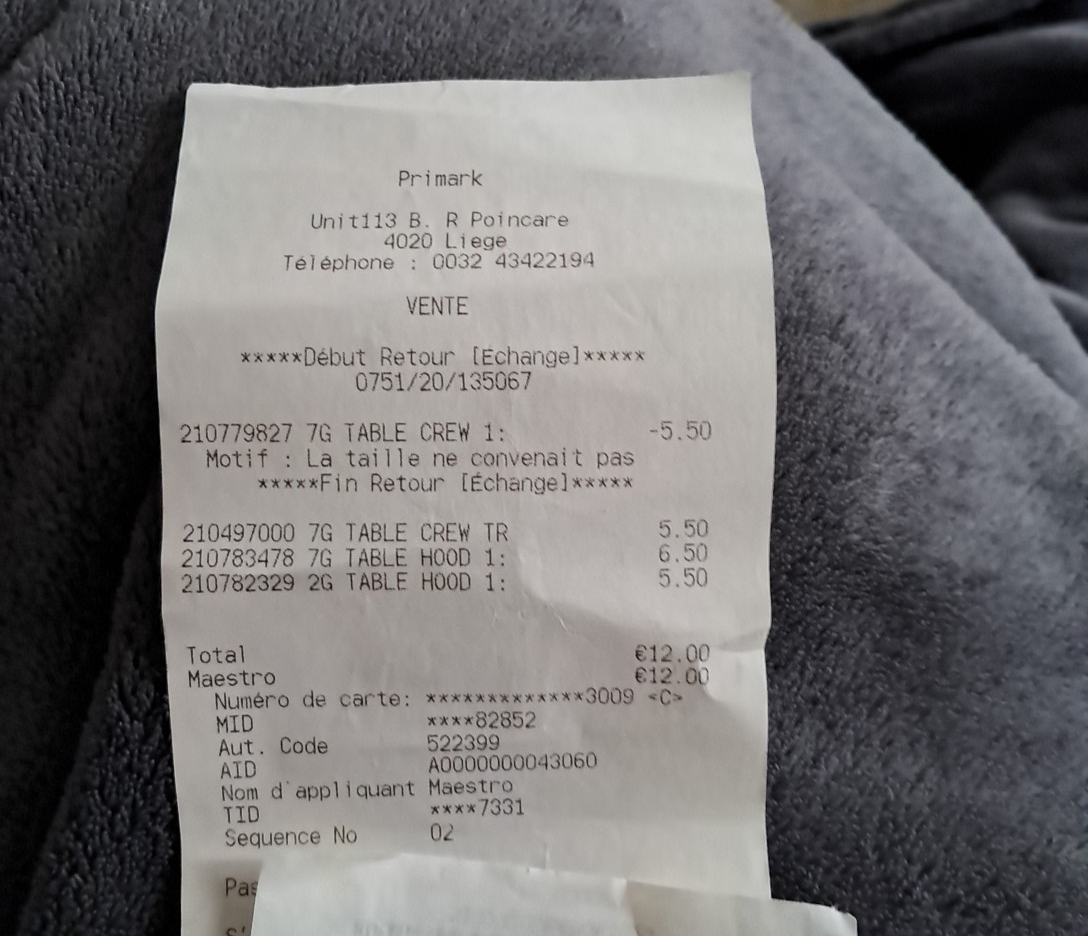 Primark
Unit113 B. R Poincare
4020 Liege
Téléphone : 0032 43422194
VENTE
*****Début Retour [Échange]*****
0751/20/135067
210779827 7G TABLE CREW 1: -5.50
Motif : La taille ne convenait pas
*****Fin Retour [Échange]*****
210497000 7G TABLE CREW TR 5.50
210783478 7G TABLE HOOD 1: 6.50
210782329 2G TABLE HOOD 1: 5.50
Total €12.00
Maestro €12.00
Numéro de carte: *************3009 <C>
MID ****82852
Aut. Code 522399
AID A0000000043060
Nom d'appliquant Maestro
TID ****7331
Sequence No 02